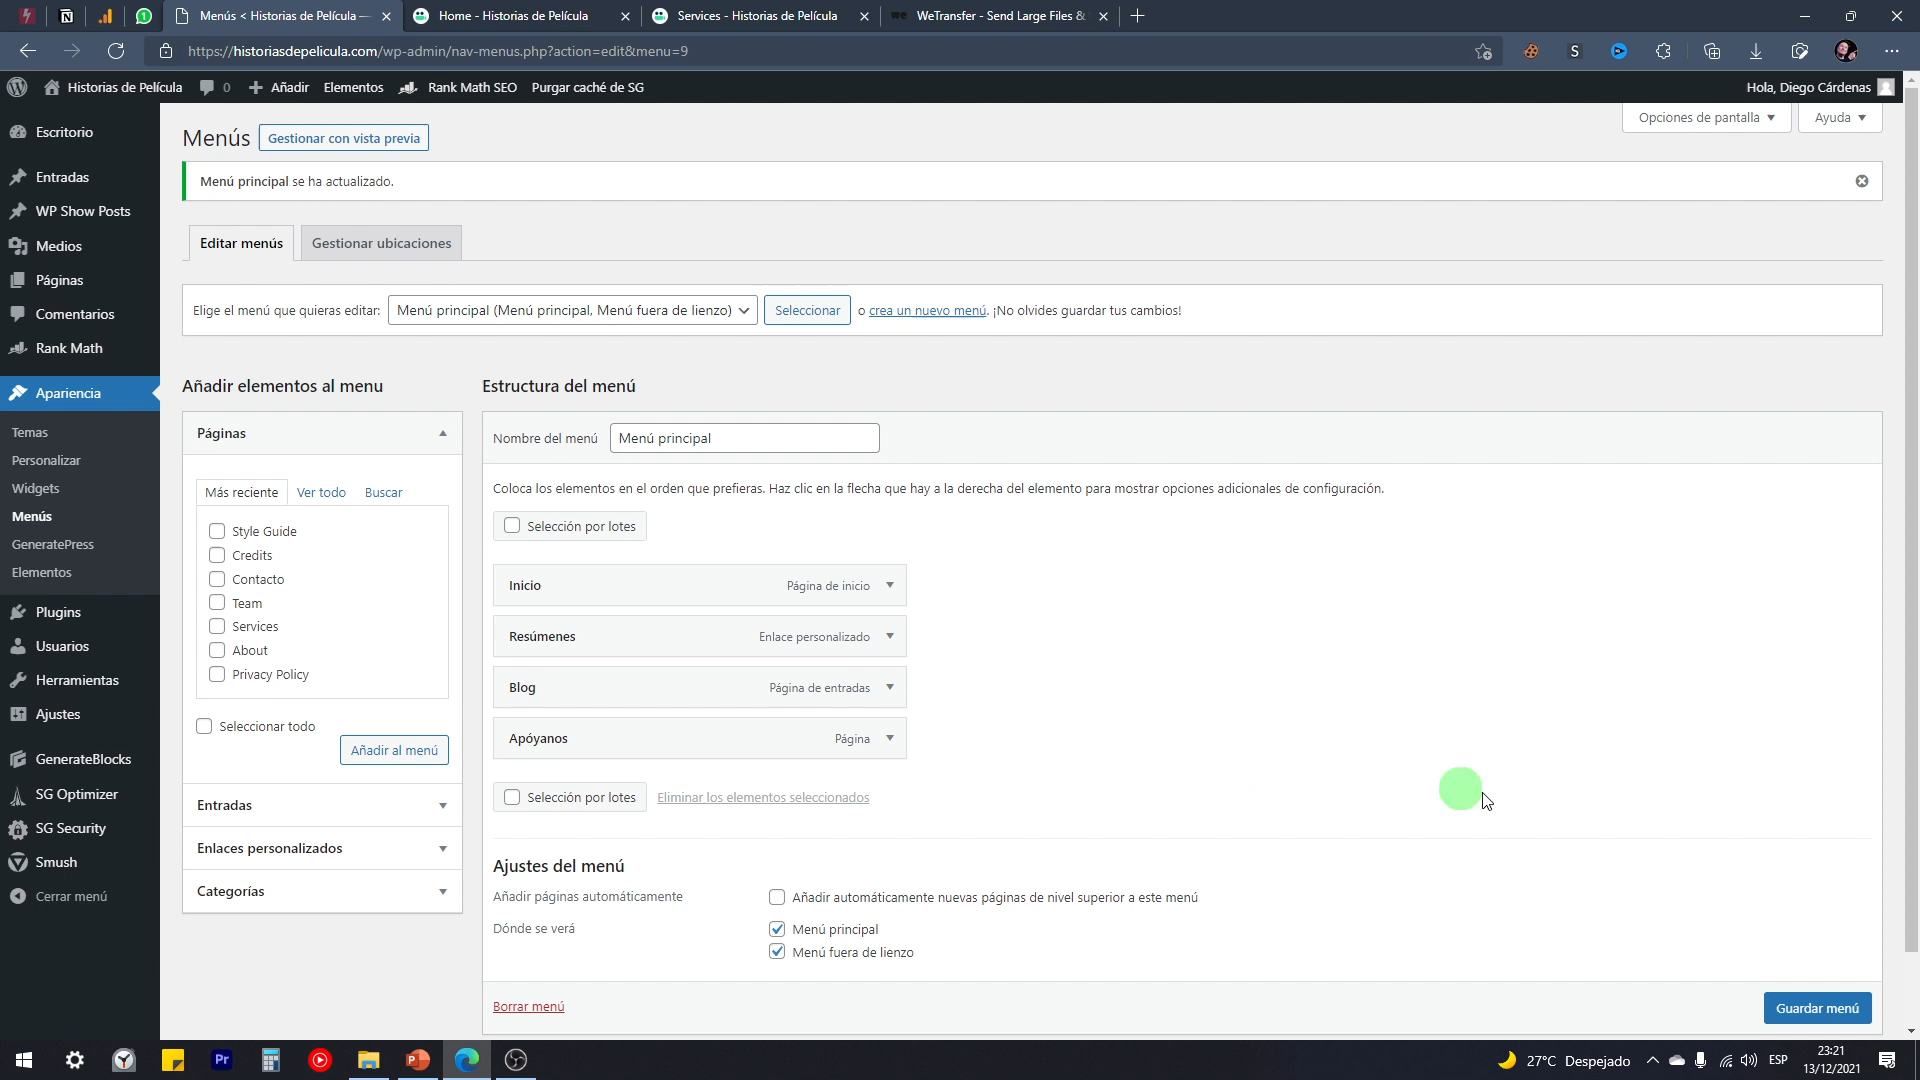 Menús < Historias de Película —
Home - Historias de Película
Services - Historias de Película
WeTransfer - Send Large Files &
https://historiasdepelicula.com/wp-admin/nav-menus.php?action=edit&menu=9
Historias de Película
0
Añadir
Elementos
Rank Math SEO
Purgar caché de SG
Hola, Diego Cárdenas
Escritorio
Entradas
WP Show Posts
Medios
Páginas
Comentarios
Rank Math
Apariencia
Temas
Personalizar
Widgets
Menús
GeneratePress
Elementos
Plugins
Usuarios
Herramientas
Ajustes
GenerateBlocks
SG Optimizer
SG Security
Smush
Cerrar menú
Opciones de pantalla
Ayuda
Menús
Gestionar con vista previa
Menú principal se ha actualizado.
Editar menús
Gestionar ubicaciones
Elige el menú que quieras editar:
Menú principal (Menú principal, Menú fuera de lienzo)
Seleccionar
o crea un nuevo menú. ¡No olvides guardar tus cambios!
Añadir elementos al menu
Páginas
Más reciente
Ver todo
Buscar
Style Guide
Credits
Contacto
Team
Services
About
Privacy Policy
Seleccionar todo
Añadir al menú
Entradas
Enlaces personalizados
Categorías
Estructura del menú
Nombre del menú
Menú principal
Coloca los elementos en el orden que prefieras. Haz clic en la flecha que hay a la derecha del elemento para mostrar opciones adicionales de configuración.
Selección por lotes
Inicio
Página de inicio
Resúmenes
Enlace personalizado
Blog
Página de entradas
Apóyanos
Página
Selección por lotes
Eliminar los elementos seleccionados
Ajustes del menú
Añadir páginas automáticamente
Añadir automáticamente nuevas páginas de nivel superior a este menú
Dónde se verá
Menú principal
Menú fuera de lienzo
Borrar menú
Guardar menú
27°C Despejado
ESP
23:21
13/12/2021